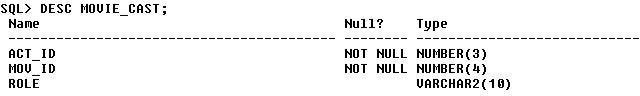 SQL> DESC MOVIE_CAST;
Name Null? Type
----------------------------------------- -------- ----------------------------
ACT_ID NOT NULL NUMBER(3)
MOV_ID NOT NULL NUMBER(4)
ROLE VARCHAR2(10)